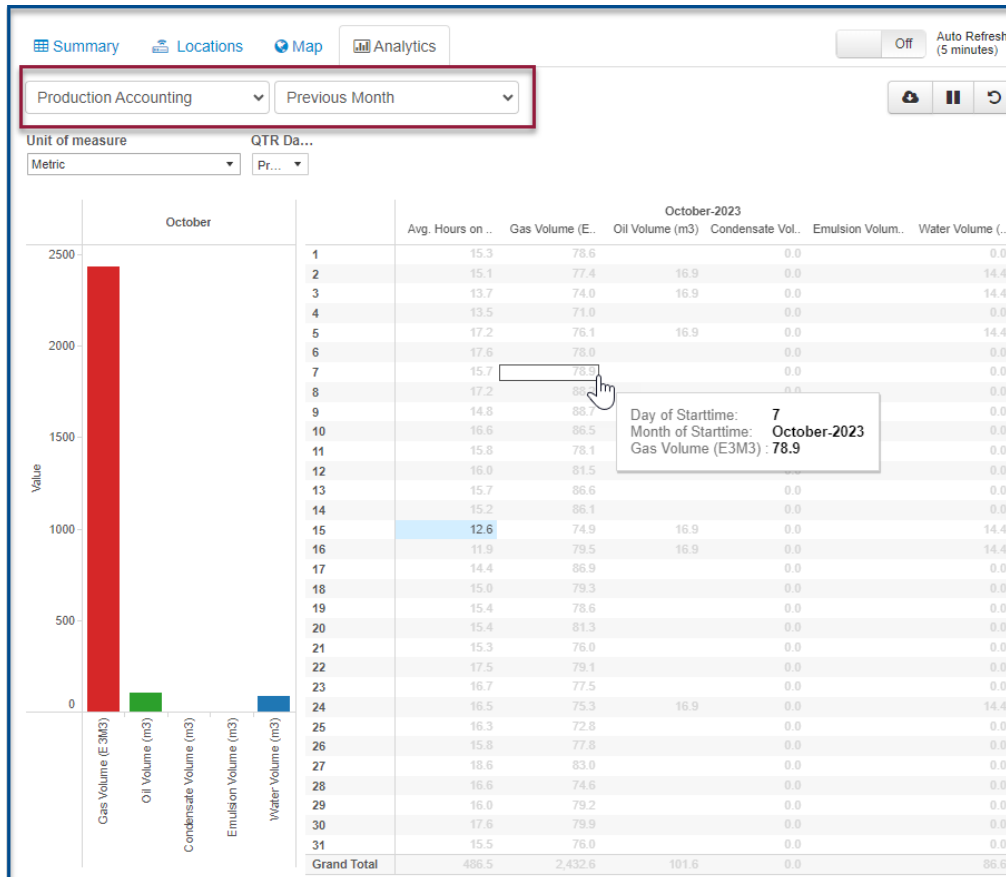 Summary Locations Map Analytics Off Auto Refresh
(5 minutes)
Production Accounting Previous Month
Unit of measure QTR Da...
Metric Pr...
October October-2023
Avg. Hours on .. Gas Volume (E.. Oil Volume (m3) Condensate Vol.. Emulsion Volum.. Water Volume (..
2500
2000
1500
1000
500
0
Value
Gas Volume (E3M3)
Oil Volume (m3)
Condensate Volume (m3)
Emulsion Volume (m3)
Water Volume (m3)
1 15.3 78.6 0.0 0.0
2 15.1 77.4 16.9 0.0 14.4
3 13.7 74.0 16.9 0.0 14.4
4 13.5 71.0 0.0 0.0
5 17.2 76.1 16.9 0.0 14.4
6 17.6 78.0 0.0 0.0
7 15.7 78.9 0.0 0.0
8 17.2 0.0 0.0
9 14.8 88.7 0.0
10 16.6 86.5 0.0
11 15.8 78.1 0.0
12 16.0 81.5 0.0 0.0
13 15.7 86.6 0.0 0.0
14 15.2 86.1 0.0 0.0
15 12.6 74.9 16.9 0.0 14.4
16 11.9 79.5 16.9 0.0 14.4
17 14.4 86.9 0.0 0.0
18 15.0 79.3 0.0 0.0
19 15.4 78.6 0.0 0.0
20 15.4 81.3 0.0 0.0
21 15.3 76.0 0.0 0.0
22 17.5 79.1 0.0 0.0
23 16.7 77.5 0.0 0.0
24 16.5 75.3 16.9 0.0 14.4
25 16.3 72.8 0.0 0.0
26 15.8 77.8 0.0 0.0
27 18.6 83.0 0.0 0.0
28 16.6 74.6 0.0 0.0
29 16.0 79.2 0.0 0.0
30 17.6 79.9 0.0 0.0
31 15.5 76.0 0.0 0.0
Grand Total 486.5 2,432.6 101.6 0.0 86.6
Day of Starttime: 7
Month of Starttime: October-2023
Gas Volume (E3M3) : 78.9